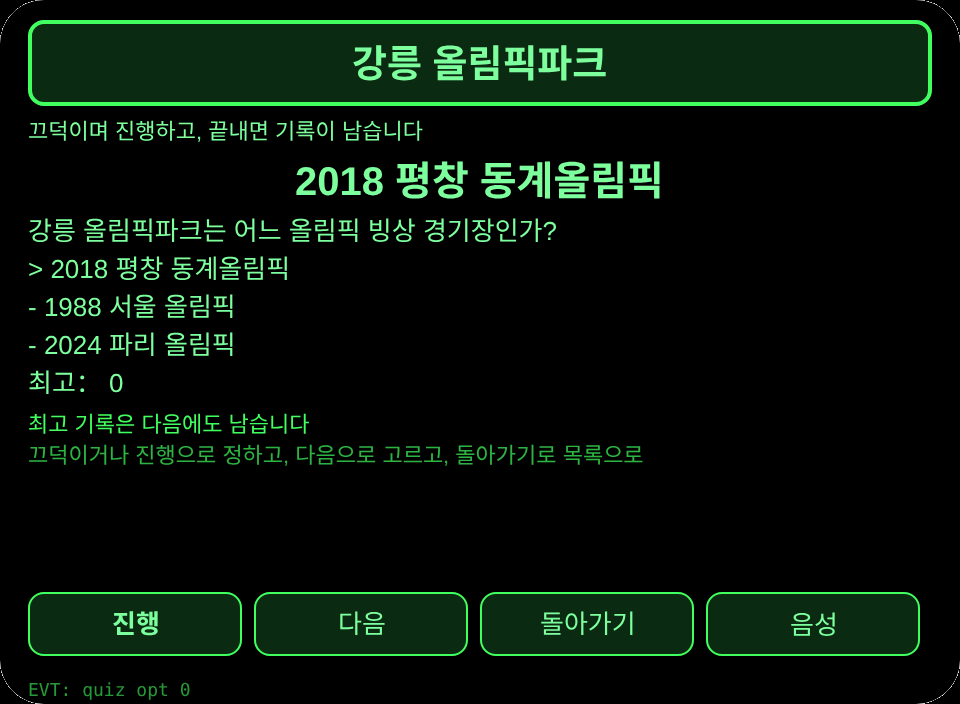 강릉 올림픽파크
끄덕이며 진행하고, 끝내면 기록이 남습니다
2018 평창 동계올림픽
강릉 올림픽파크는 어느 올림픽 빙상 경기장인가?
> 2018 평창 동계올림픽
- 1988 서울 올림픽
- 2024 파리 올림픽
최고: 0
최고 기록은 다음에도 남습니다
끄덕이거나 진행으로 정하고, 다음으로 고르고, 돌아가기로 목록으로
진행 다음 돌아가기 음성
EVT: quiz opt 0